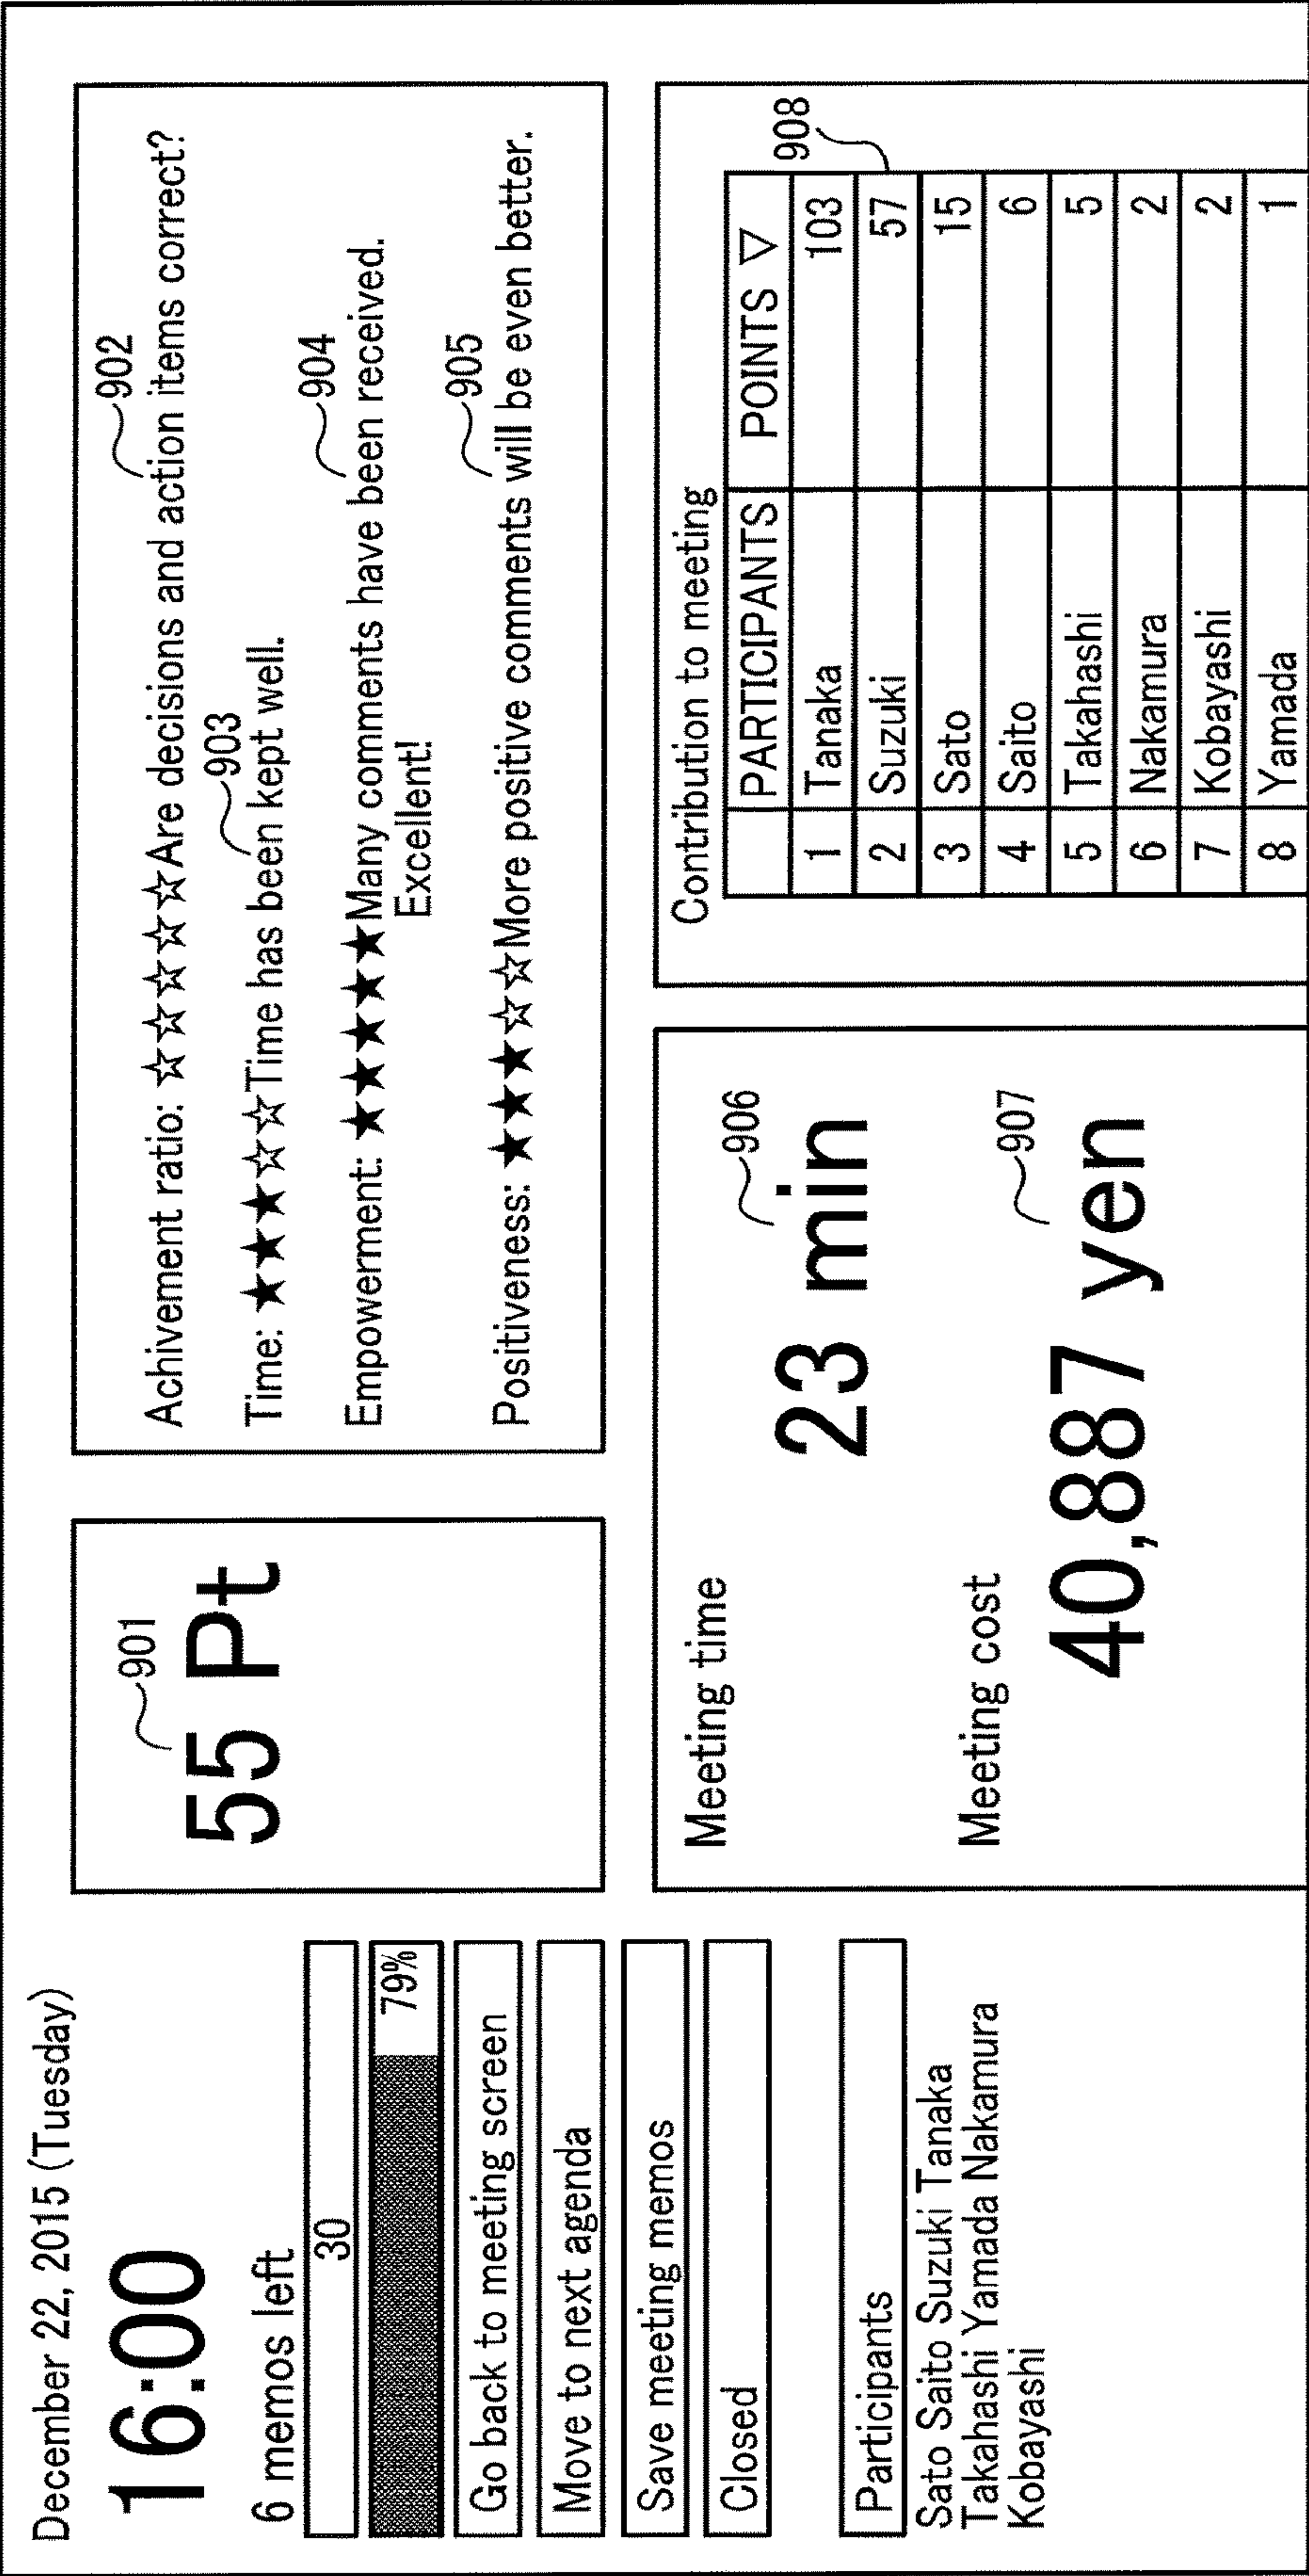 December 22, 2015 (Tuesday)
16:00
6 memos left
30
79%
Go back to meeting screen
Move to next agenda
Save meeting memos
Closed
Participants
Sato Saito Suzuki Tanaka
Takahashi Yamada Nakamura
Kobayashi
901
55 Pt
902
Achivement ratio: ☆☆☆☆☆Are decisions and action items correct?
903
Time: ★★★☆☆Time has been kept well.
904
Empowerment: ★★★★★Many comments have been received.
Excellent!
905
Positiveness: ★★★☆☆More positive comments will be even better.
Meeting time
906
23 min
Meeting cost
907
40,887 yen
Contribution to meeting
PARTICIPANTS POINTS ▽
908
1 Tanaka 103
2 Suzuki 57
3 Sato 15
4 Saito 6
5 Takahashi 5
6 Nakamura 2
7 Kobayashi 2
8 Yamada 1